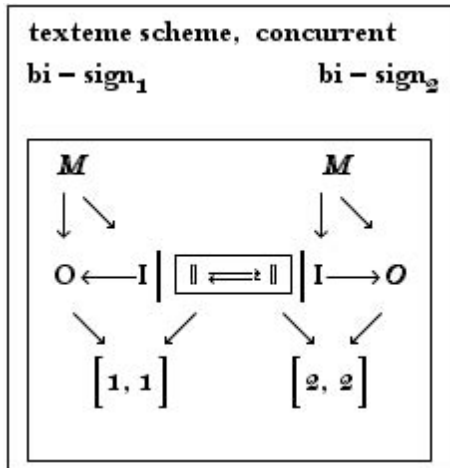 texteme scheme, concurrent
bi – sign₁ bi – sign₂
M M
O ← I | 𝕀 ⇌ 𝕀 | I → O
[1, 1] [2, 2]